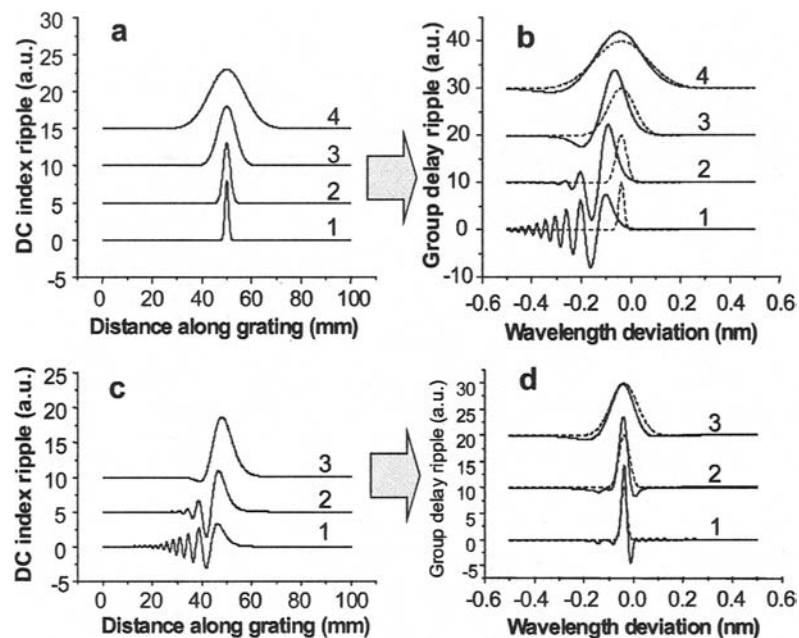 a
DC index ripple (a.u.)
30
25
20
15
10
5
0
-5
4
3
2
1
0 20 40 60 80 100
Distance along grating (mm)
b
Group delay ripple (a.u.)
40
30
20
10
0
-10
4
3
2
1
-0.6 -0.4 -0.2 0.0 0.2 0.4 0.6
Wavelength deviation (nm)
c
DC index ripple (a.u.)
25
20
15
10
5
0
-5
3
2
1
0 20 40 60 80 100
Distance along grating (mm)
d
Group delay ripple (a.u.)
30
25
20
15
10
5
0
-5
3
2
1
-0.6 -0.4 -0.2 0.0 0.2 0.4 0.6
Wavelength deviation (nm)